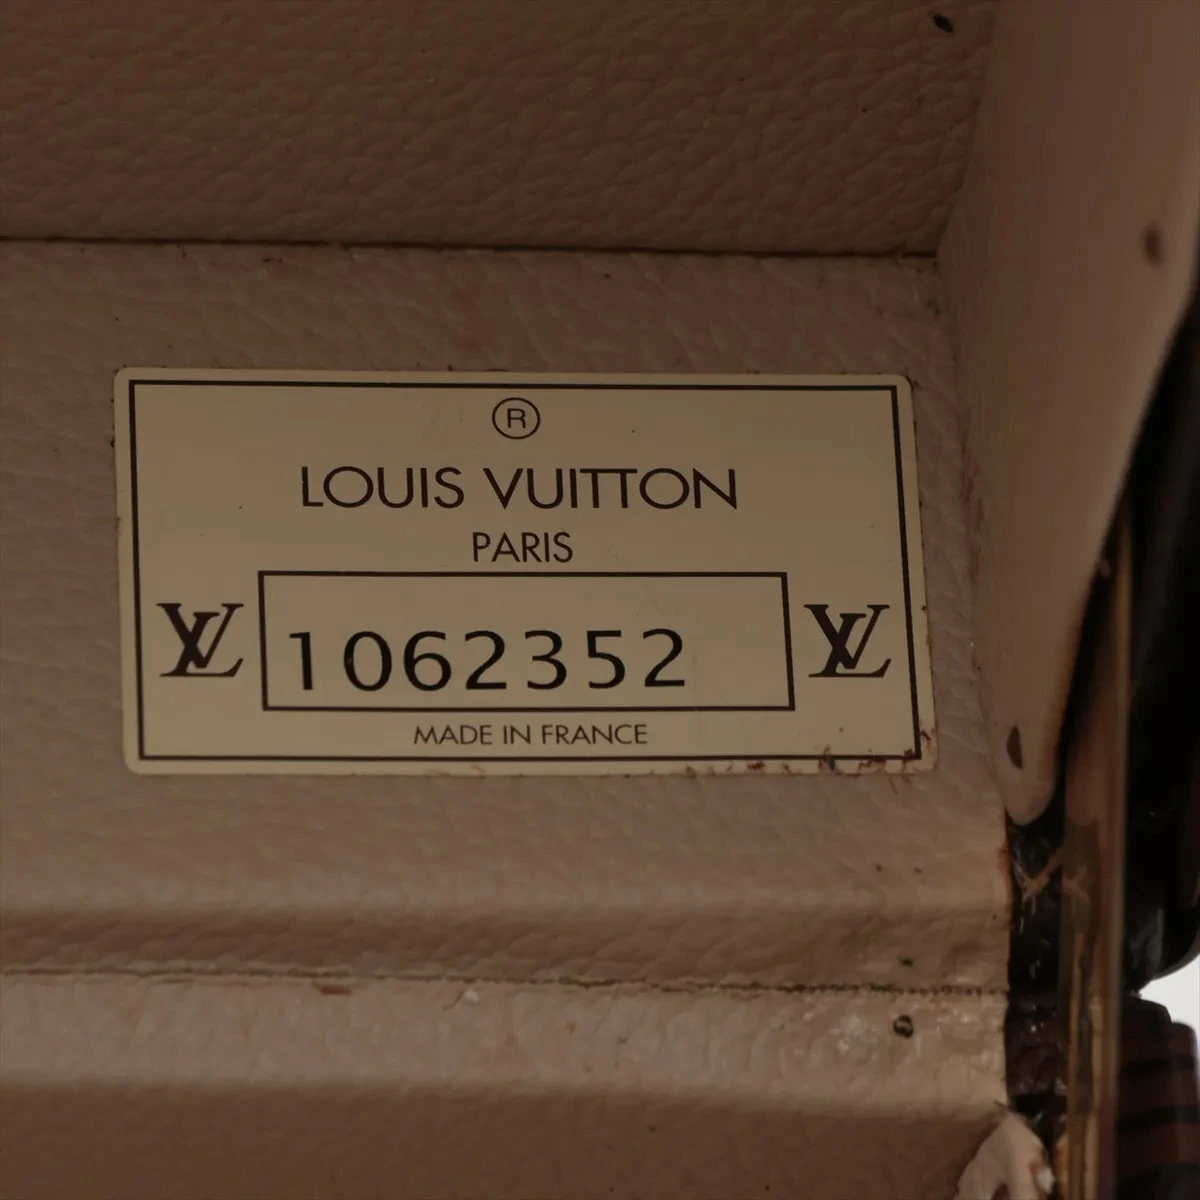 ®
LOUIS VUITTON
PARIS
LV 1062352 LV
MADE IN FRANCE